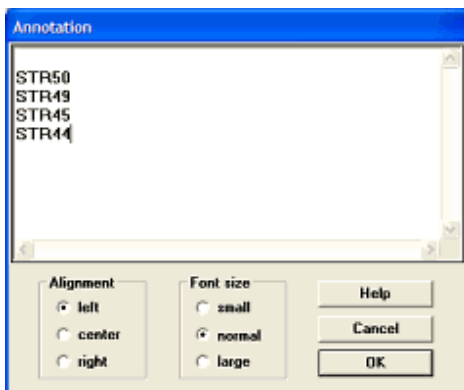 Annotation
STR50
STR49
STR45
STR44
Alignment
left
center
right
Font size
small
normal
large
Help
Cancel
OK